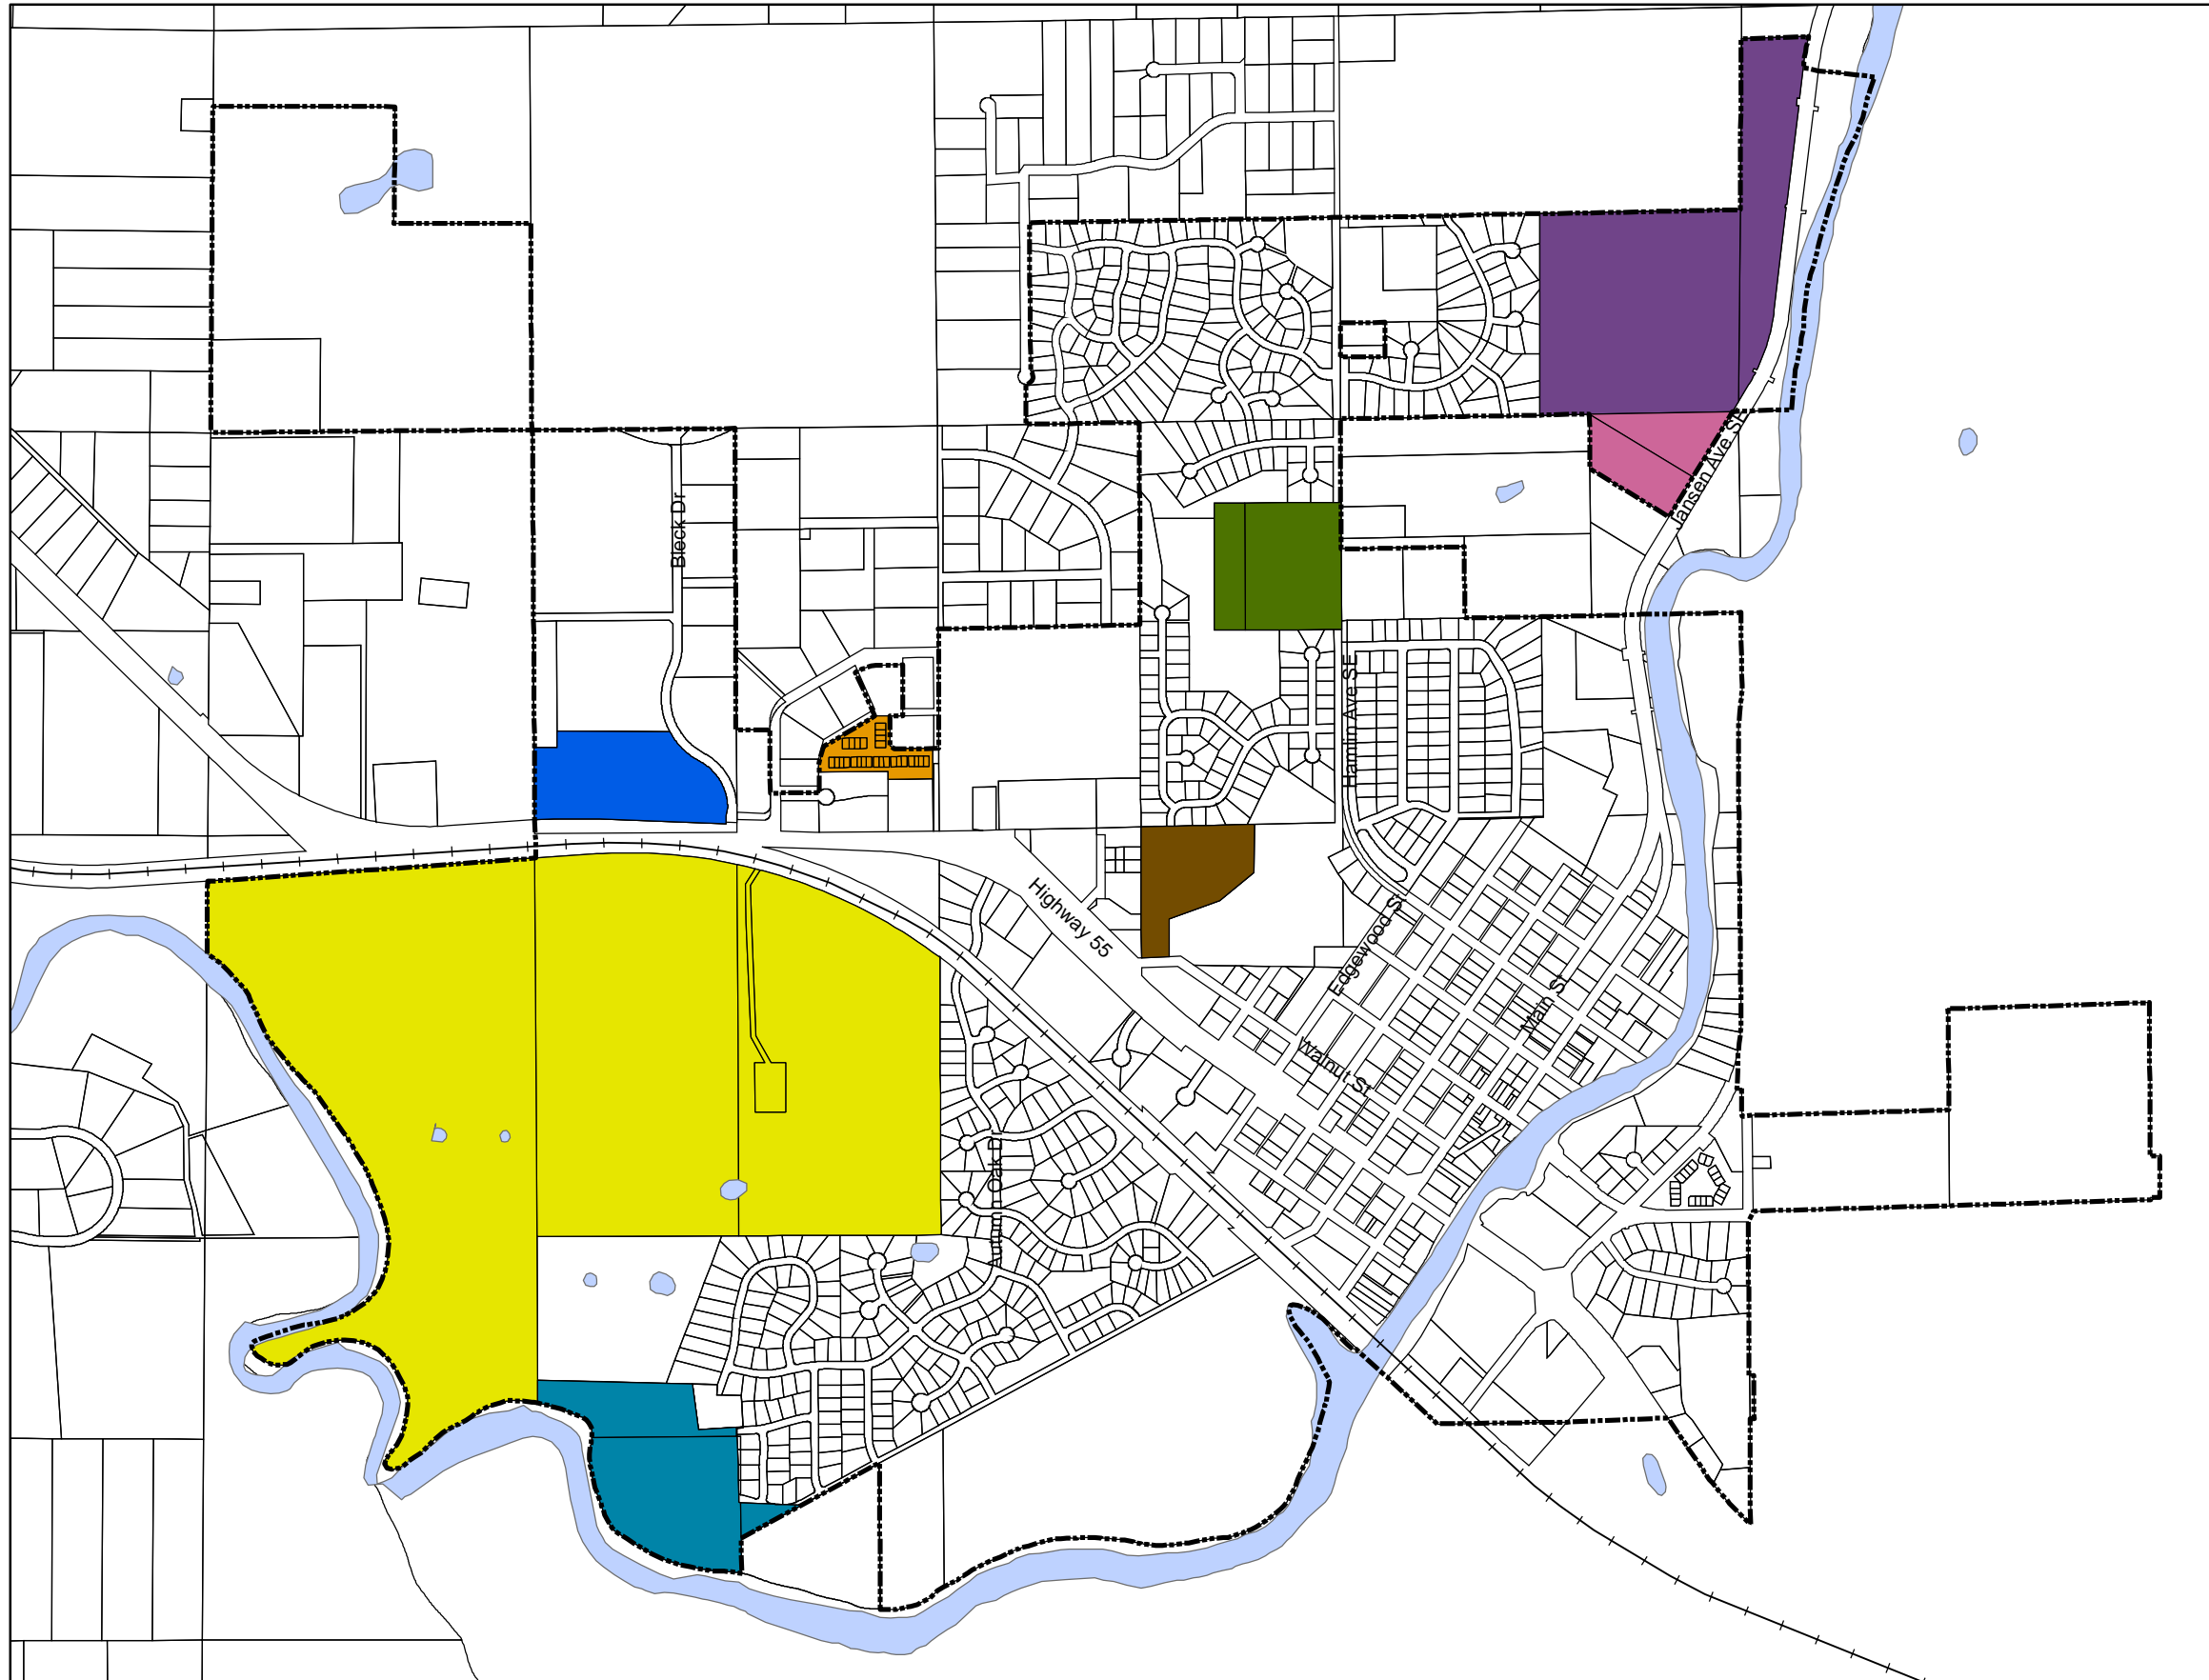 Jansen Ave SE
Bleck Dr
Hamlin Ave SE
Highway 55
Edgewood St
Main St
Walnut St
Autumn Oak Dr